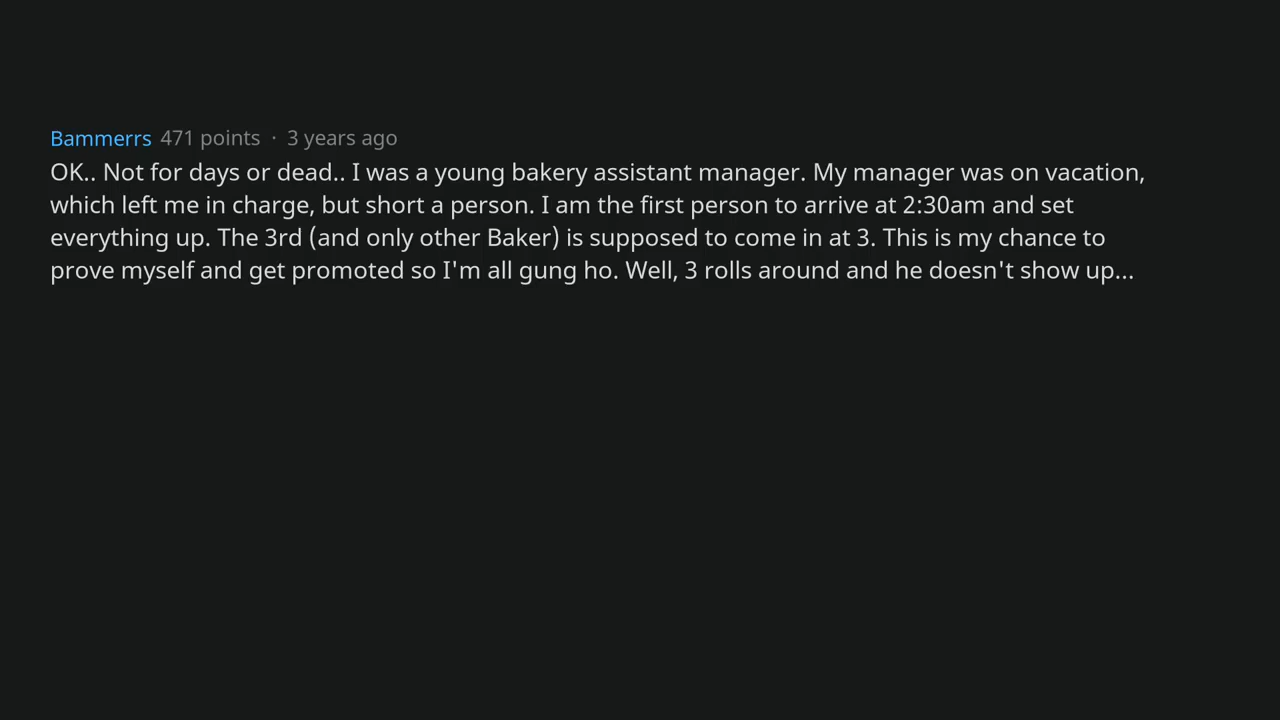 Bammerrs 471 points · 3 years ago
OK.. Not for days or dead.. I was a young bakery assistant manager. My manager was on vacation,
which left me in charge, but short a person. I am the first person to arrive at 2:30am and set
everything up. The 3rd (and only other Baker) is supposed to come in at 3. This is my chance to
prove myself and get promoted so I'm all gung ho. Well, 3 rolls around and he doesn't show up...